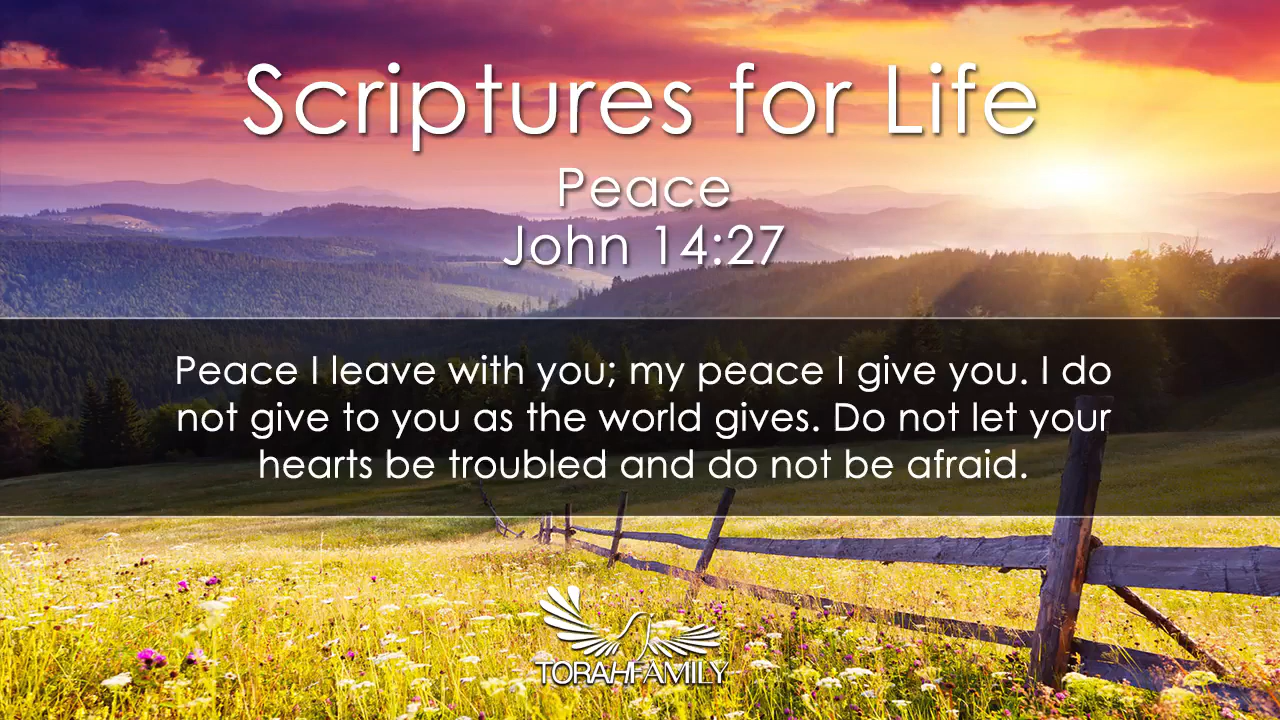 Scriptures for Life
Peace
John 14:27
Peace I leave with you; my peace I give you. I do
not give to you as the world gives. Do not let your
hearts be troubled and do not be afraid.
TORAHFAMILY